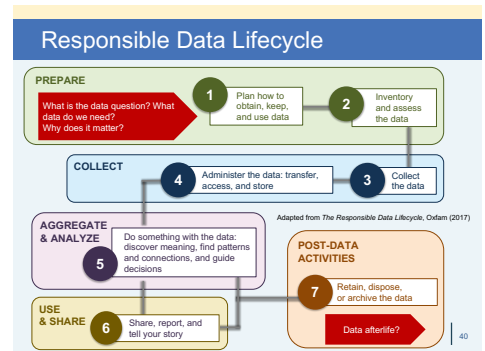 Responsible Data Lifecycle
PREPARE
What is the data question? What
data do we need?
Why does it matter?
1
Plan how to
obtain, keep,
and use data
2
Inventory
and assess
the data
COLLECT
4
Administer the data: transfer,
access, and store
3
Collect
the data
Adapted from The Responsible Data Lifecycle, Oxfam (2017)
AGGREGATE
& ANALYZE
5
Do something with the data:
discover meaning, find patterns
and connections, and guide
decisions
POST-DATA
ACTIVITIES
7
Retain, dispose,
or archive the data
Data afterlife?
USE
& SHARE
6
Share, report, and
tell your story
40